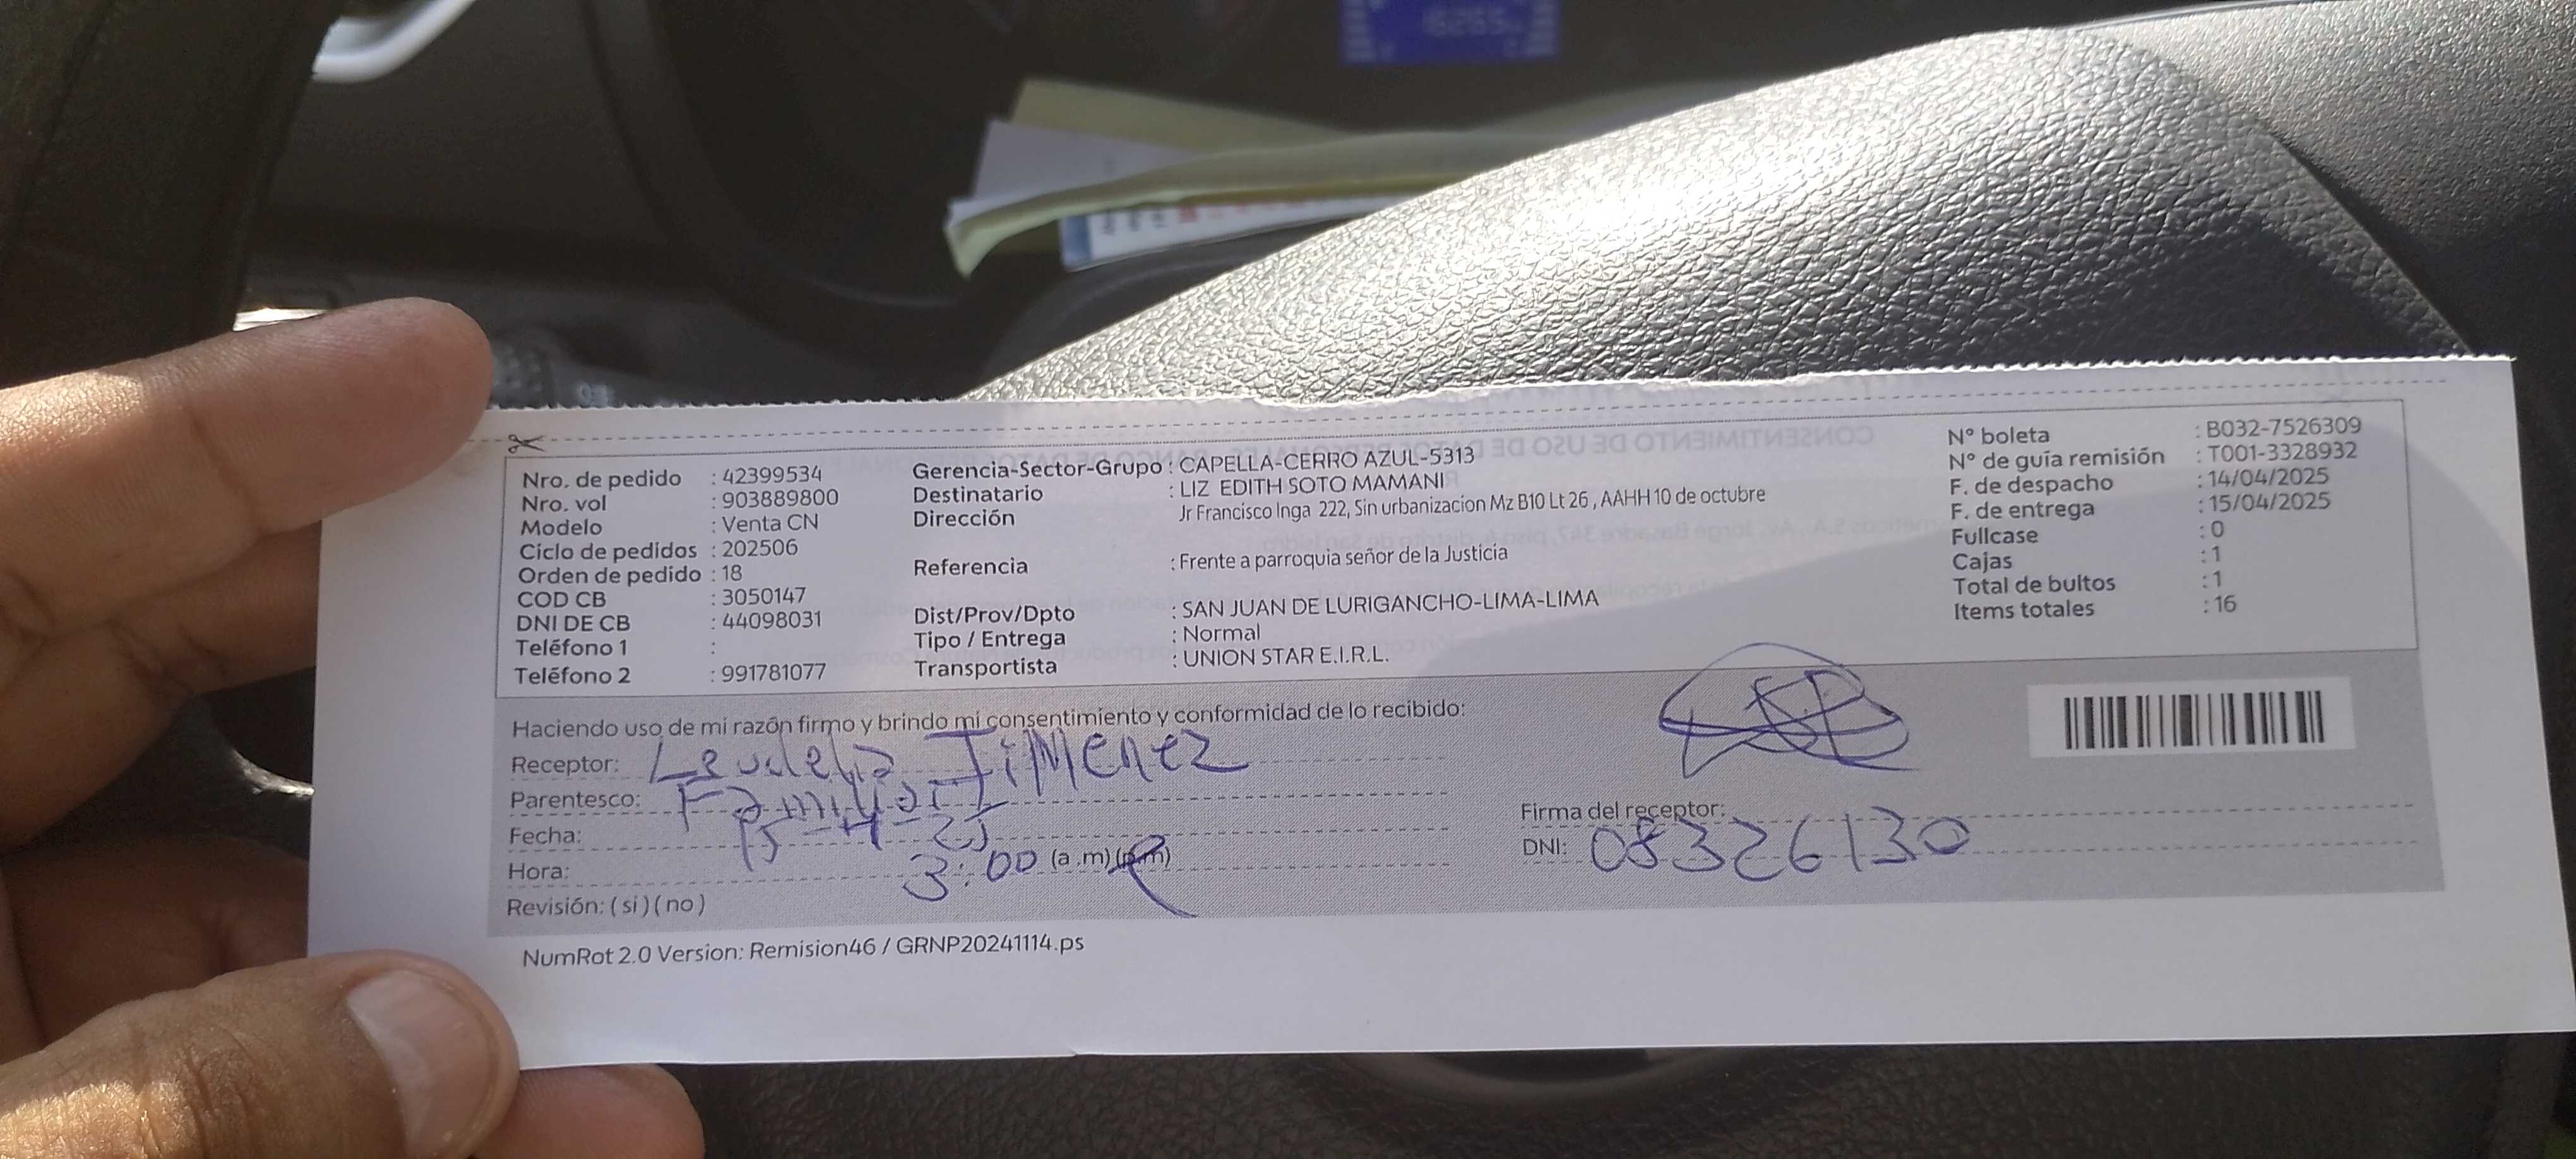 Nro. de pedido : 42399534
Nro. vol : 903889800
Modelo : Venta CN
Ciclo de pedidos : 202506
Orden de pedido : 18
COD CB : 3050147
DNI DE CB : 44098031
Teléfono 1 :
Teléfono 2 : 991781077
Gerencia-Sector-Grupo : CAPELLA-CERRO AZUL-5313
Destinatario : LIZ EDITH SOTO MAMANI
Dirección Jr Francisco Inga 222, Sin urbanizacion Mz B10 Lt 26 , AAHH 10 de octubre
Referencia : Frente a parroquia señor de la Justicia
Dist/Prov/Dpto : SAN JUAN DE LURIGANCHO-LIMA-LIMA
Tipo / Entrega : Normal
Transportista : UNION STAR E.I.R.L.
N° boleta : B032-7526309
N° de guía remisión : T001-3328932
F. de despacho : 14/04/2025
F. de entrega : 15/04/2025
Fullcase : 0
Cajas : 1
Total de bultos : 1
Items totales : 16
Haciendo uso de mi razón firmo y brindo mi consentimiento y conformidad de lo recibido:
Receptor: JiMenez
Parentesco: Familiar
Fecha: 15-4-25
Hora: 3:00 (a.m)(p.m)
Revisión: ( si ) ( no )
Firma del receptor:
DNI: 08326130
NumRot 2.0 Version: Remision46 / GRNP20241114.ps